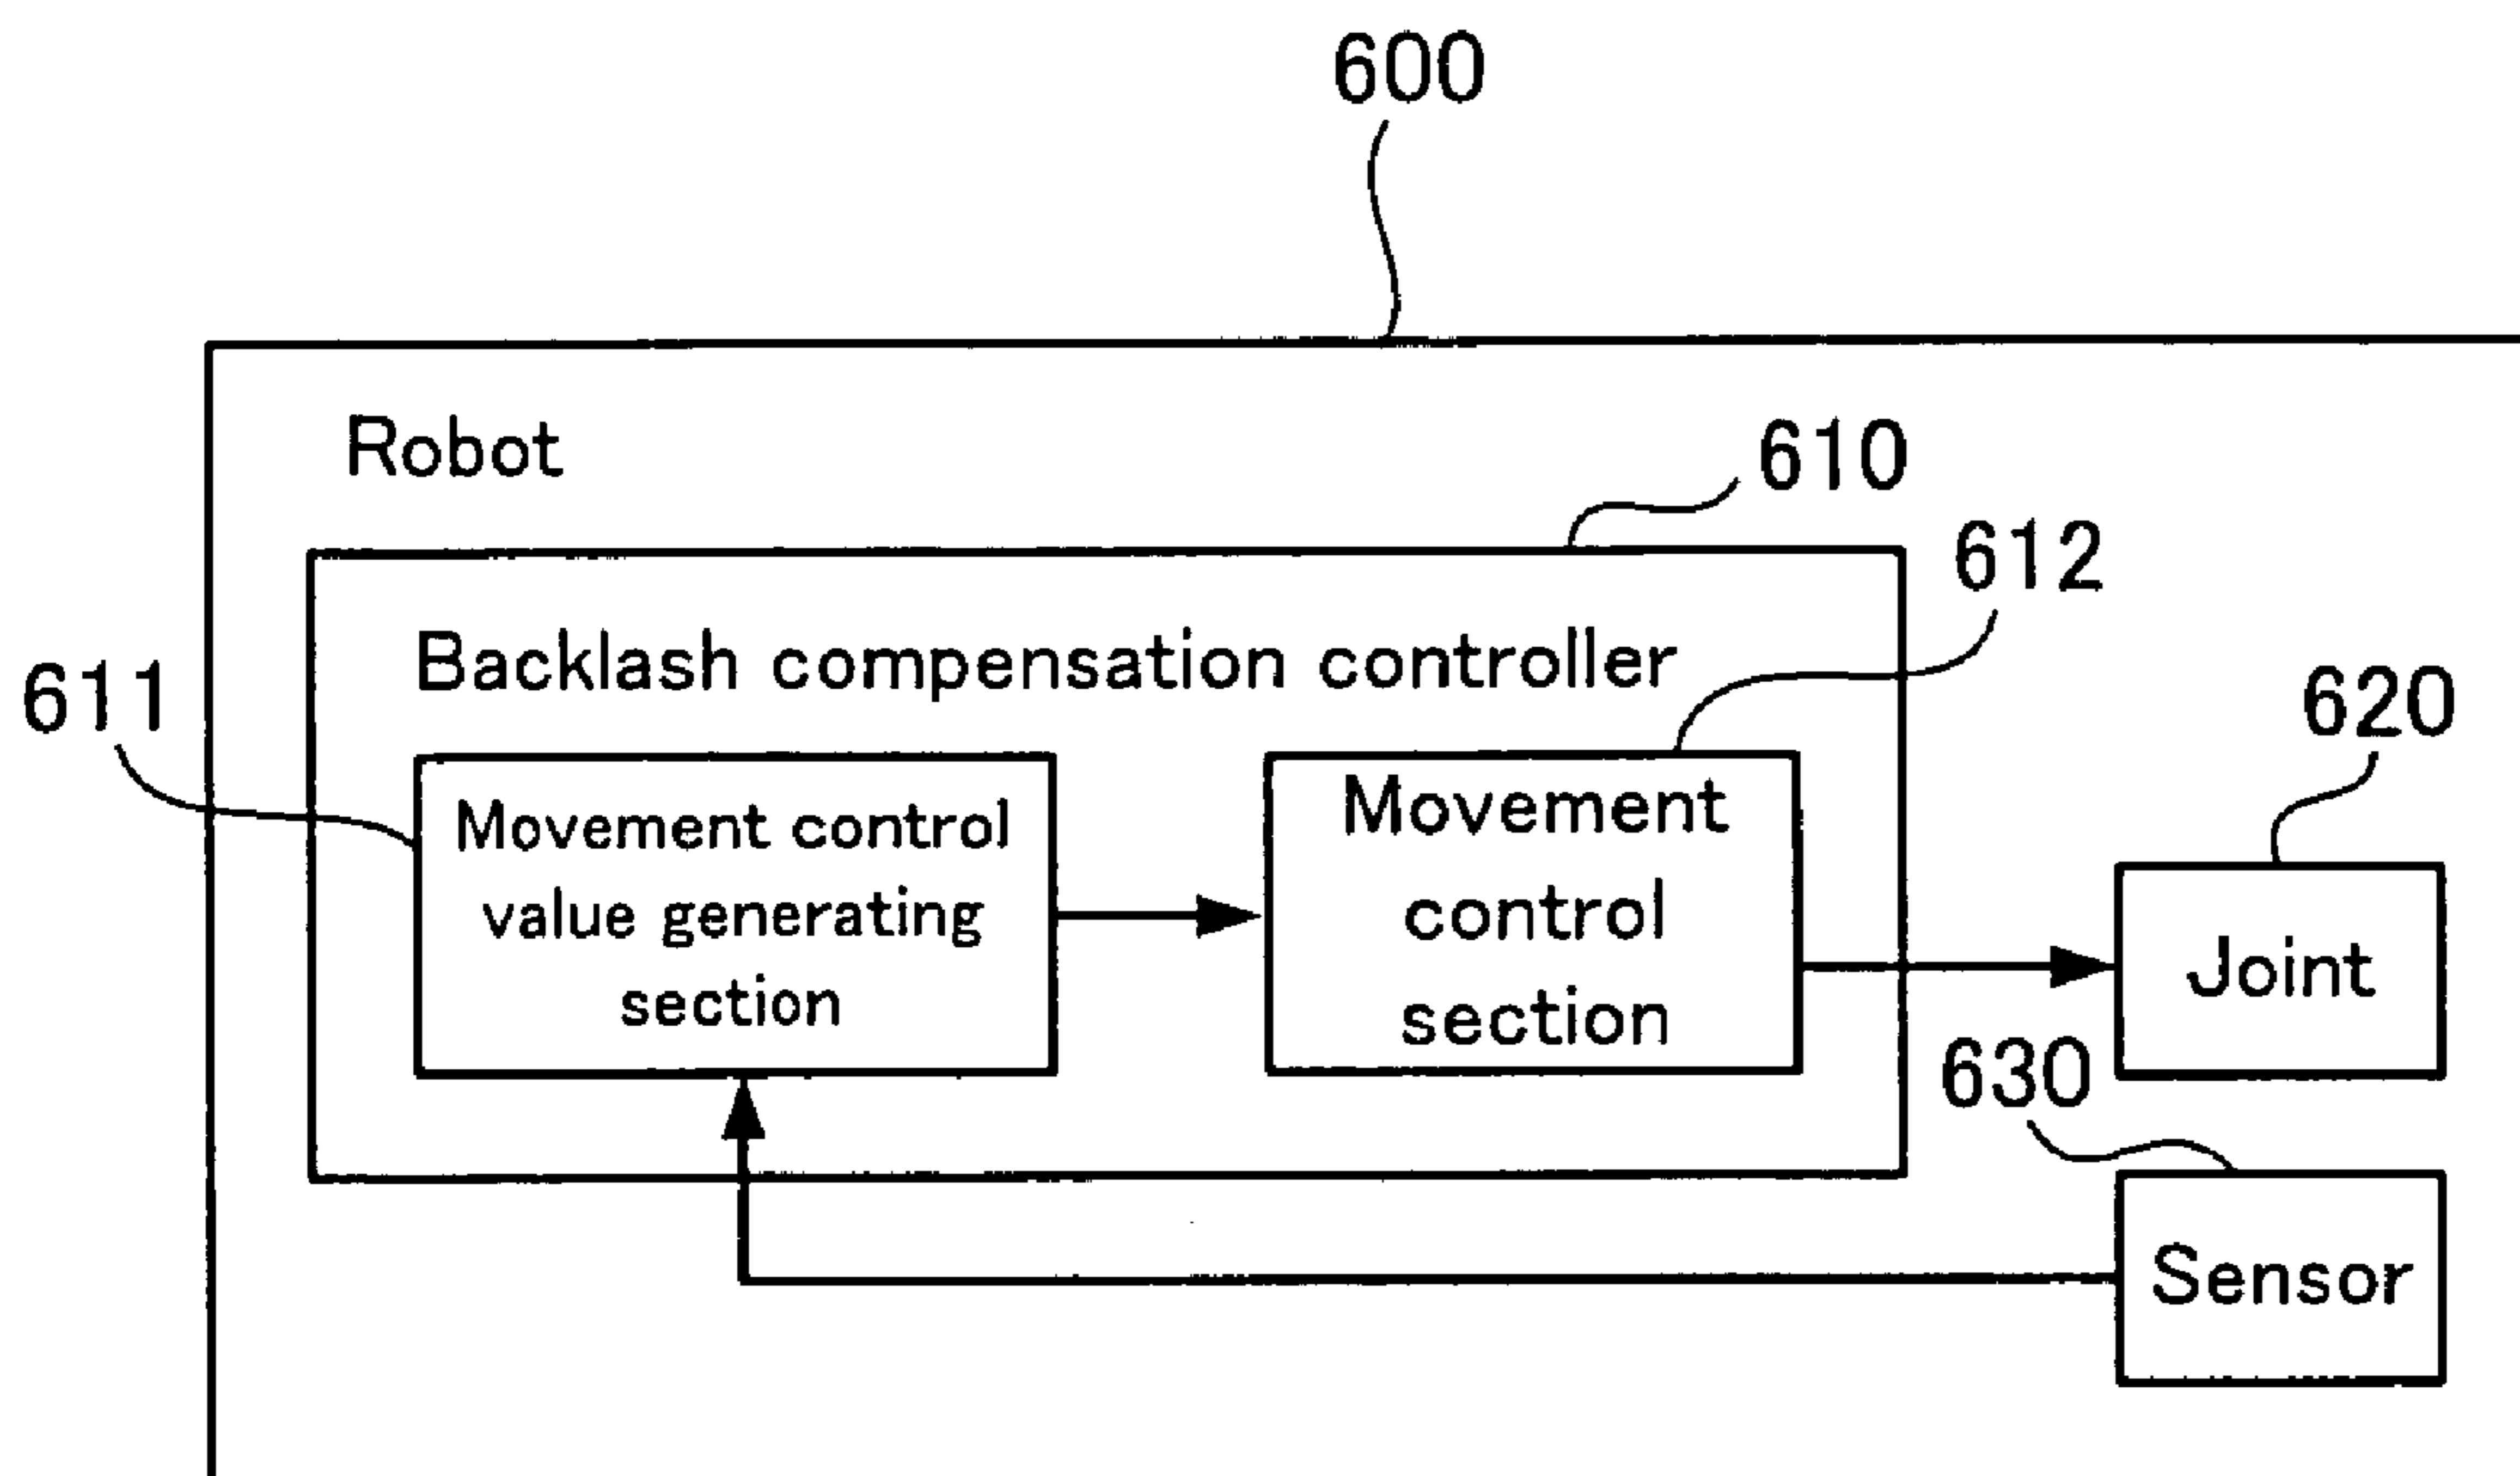 600
Robot
610
612
Backlash compensation controller
611
620
Movement control
value generating
section
Movement
control
section
Joint
630
Sensor